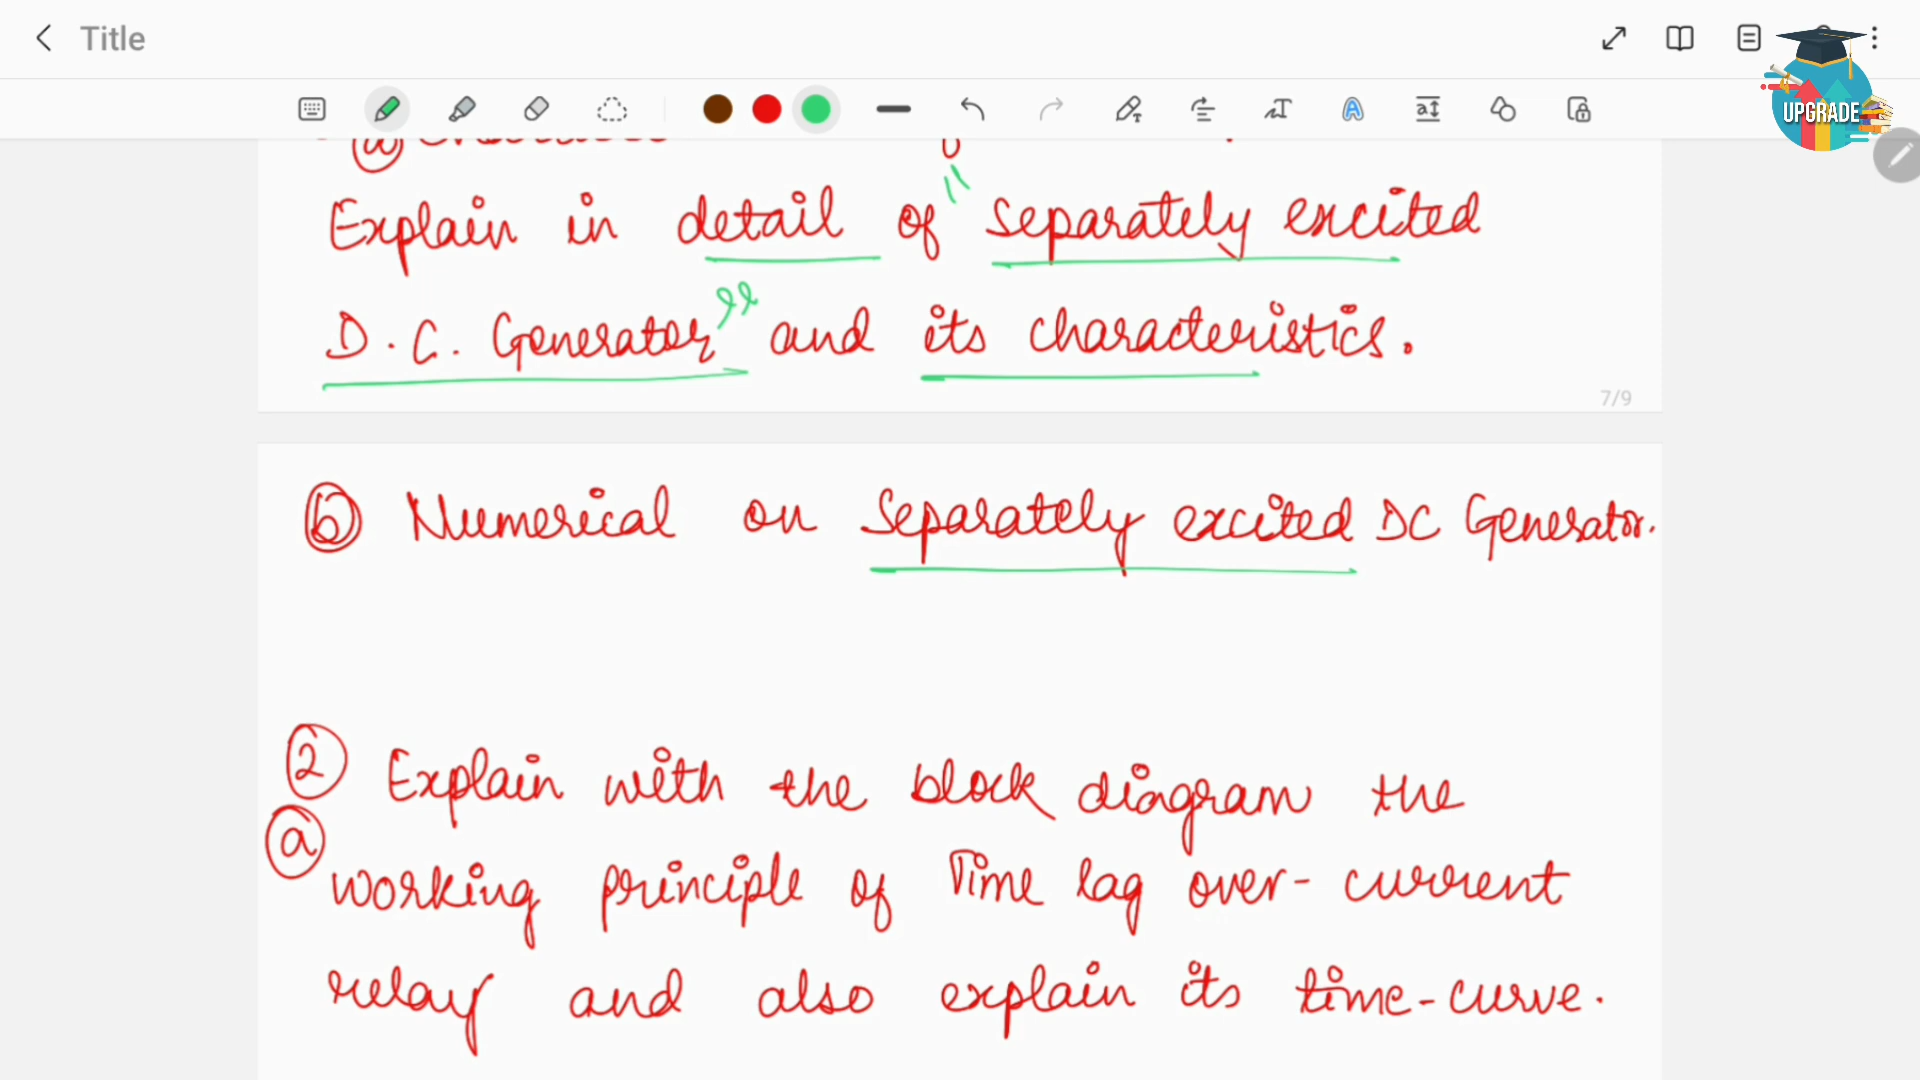 Title
UPGRADE
Explain in detail of "Separately excited
D.C. Generator" and its characteristics.
7/9
(b) Numerical on Separately excited DC Generator.
(2) Explain with the block diagram the
(a) working principle of Time lag over-current
relay and also explain its time-curve.